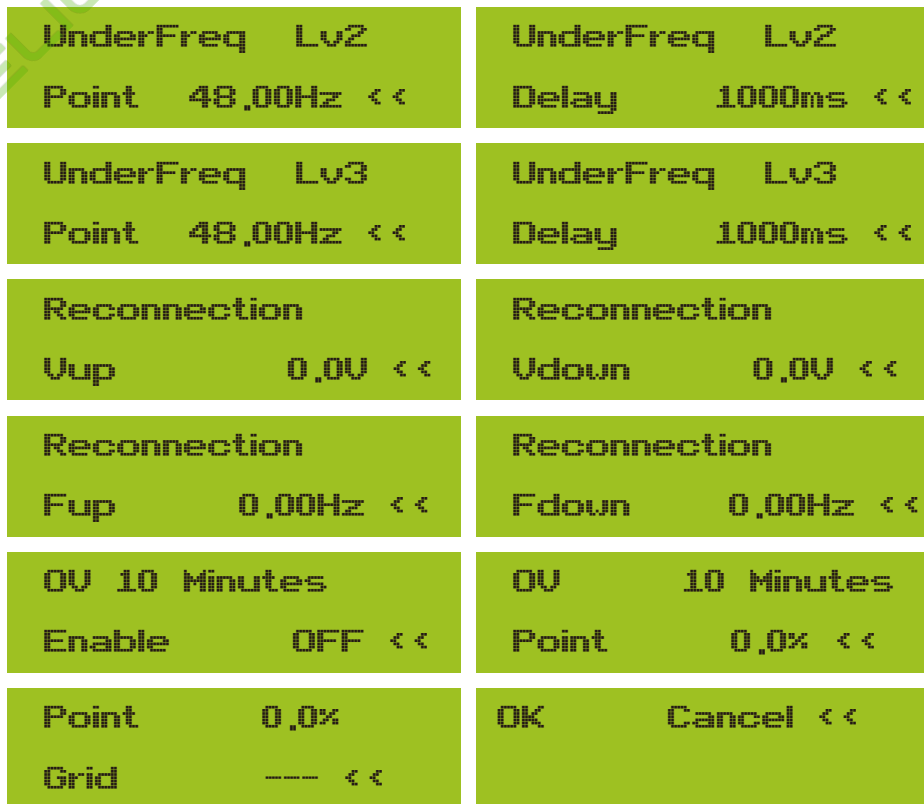 UnderFreq Lv2
Point 48.00Hz <<
UnderFreq Lv2
Delay 1000ms <<
UnderFreq Lv3
Point 48.00Hz <<
UnderFreq Lv3
Delay 1000ms <<
Reconnection
Vup 0.0V <<
Reconnection
Vdown 0.0V <<
Reconnection
Fup 0.00Hz <<
Reconnection
Fdown 0.00Hz <<
OV 10 Minutes
Enable OFF <<
OV 10 Minutes
Point 0.0% <<
Point 0.0%
Grid --- <<
OK Cancel <<